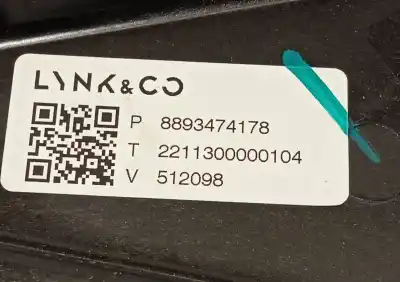 LYNK&CO
P 8893474178
T 2211300000104
V 512098